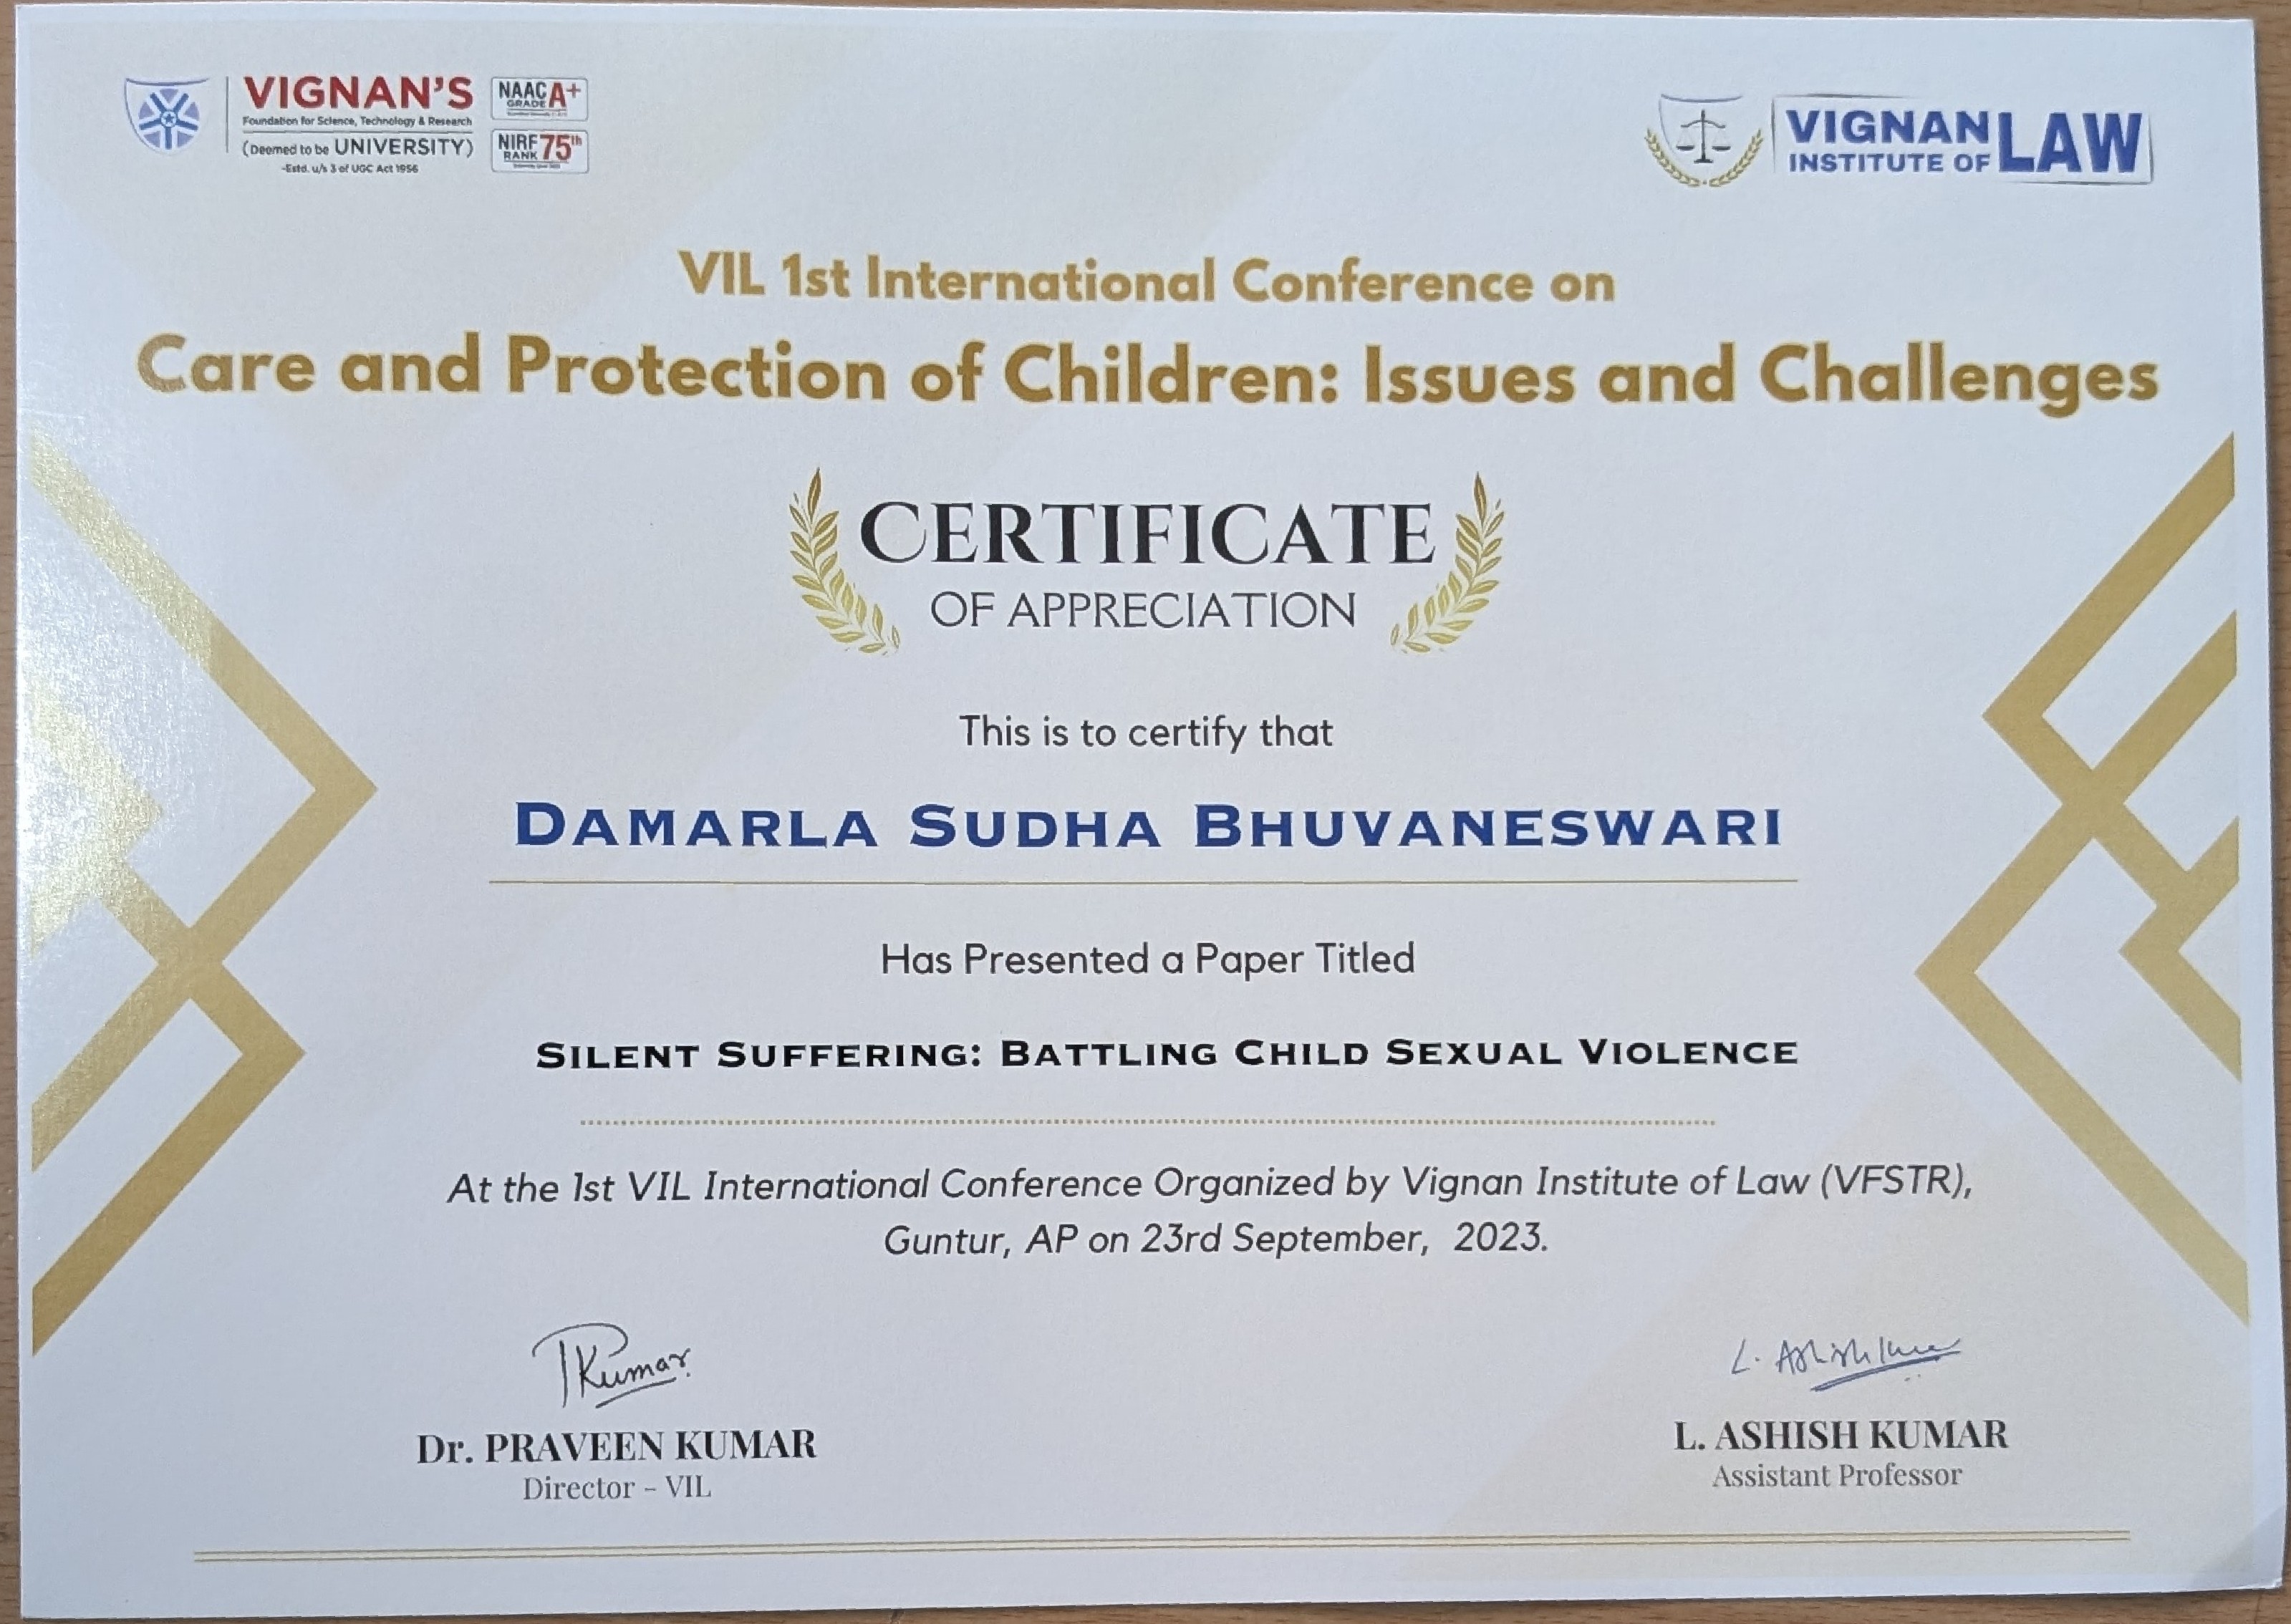 VIGNAN'S
Foundation for Science, Technology & Research
(Deemed to be UNIVERSITY)
-Estd. u/s 3 of UGC Act 1956
NAAC A+
GRADE
NIRF 75th
RANK
VIGNAN
INSTITUTE OF LAW
VIL 1st International Conference on
Care and Protection of Children: Issues and Challenges
CERTIFICATE
OF APPRECIATION
This is to certify that
DAMARLA SUDHA BHUVANESWARI
Has Presented a Paper Titled
SILENT SUFFERING: BATTLING CHILD SEXUAL VIOLENCE
At the 1st VIL International Conference Organized by Vignan Institute of Law (VFSTR),
Guntur, AP on 23rd September, 2023.
PKumar
L. Ashish Kumar
Dr. PRAVEEN KUMAR
Director - VIL
L. ASHISH KUMAR
Assistant Professor